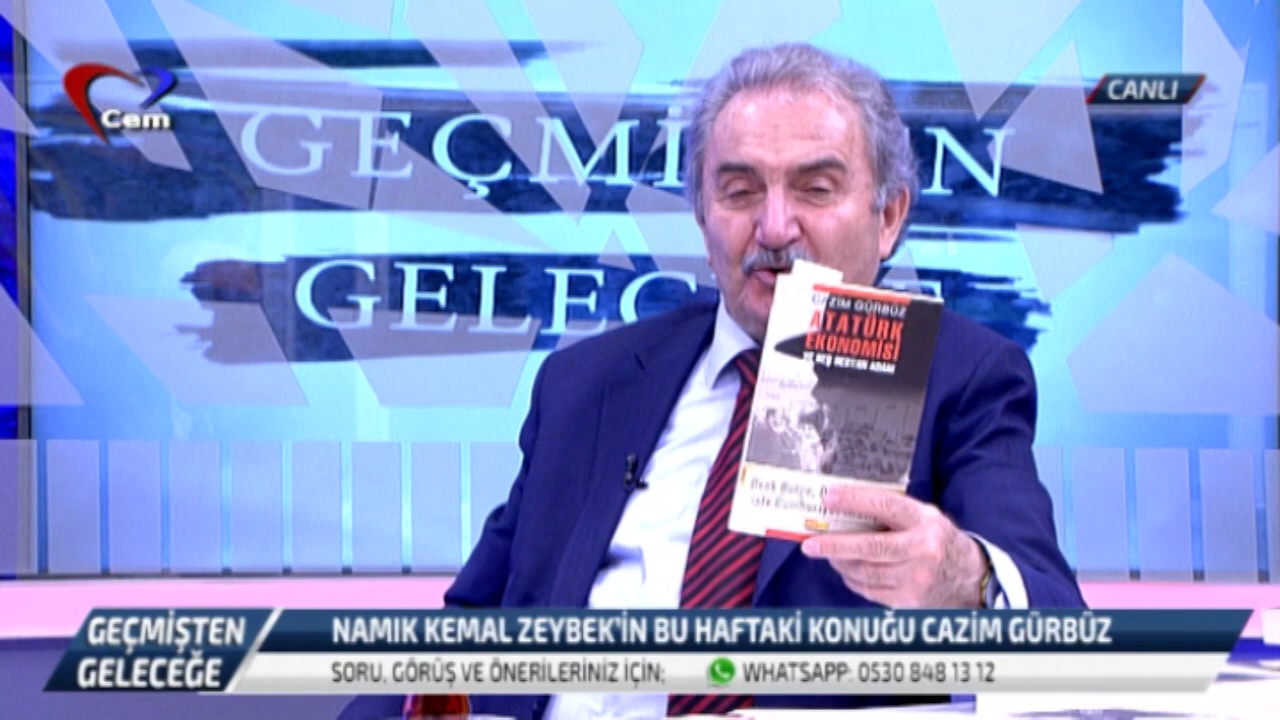 Cem
CANLI
GEÇMİ
N
GELEC
E
CAZİM GÜRBÜZ
ATATÜRK
EKONOMİSİ
GEÇMİŞTEN
GELECEĞE
NAMIK KEMAL ZEYBEK'İN BU HAFTAKİ KONUĞU CAZİM GÜRBÜZ
SORU, GÖRÜŞ VE ÖNERİLERİNİZ İÇİN;
WHATSAPP: 0530 848 13 12